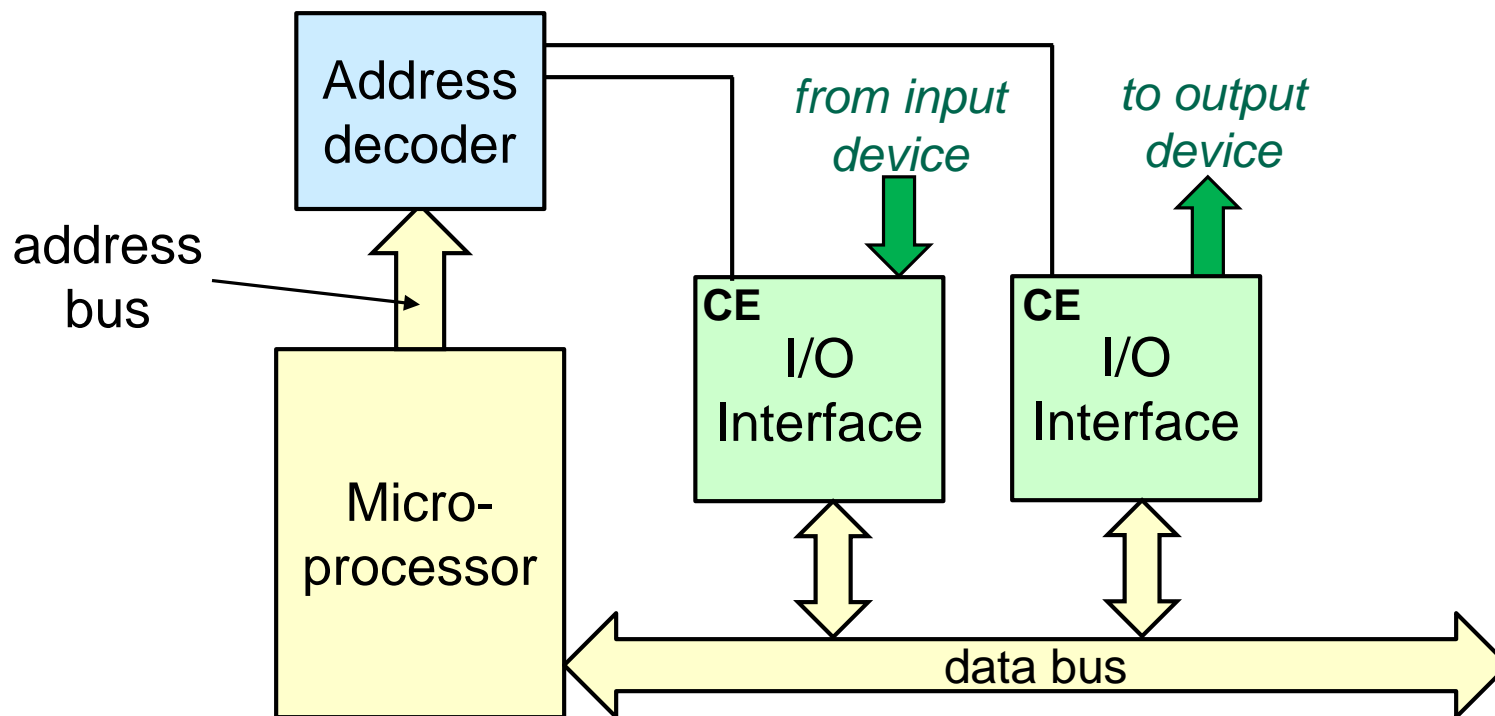 Address
decoder
from input
device
to output
device
address
bus
CE
I/O
Interface
CE
I/O
Interface
Micro-
processor
data bus